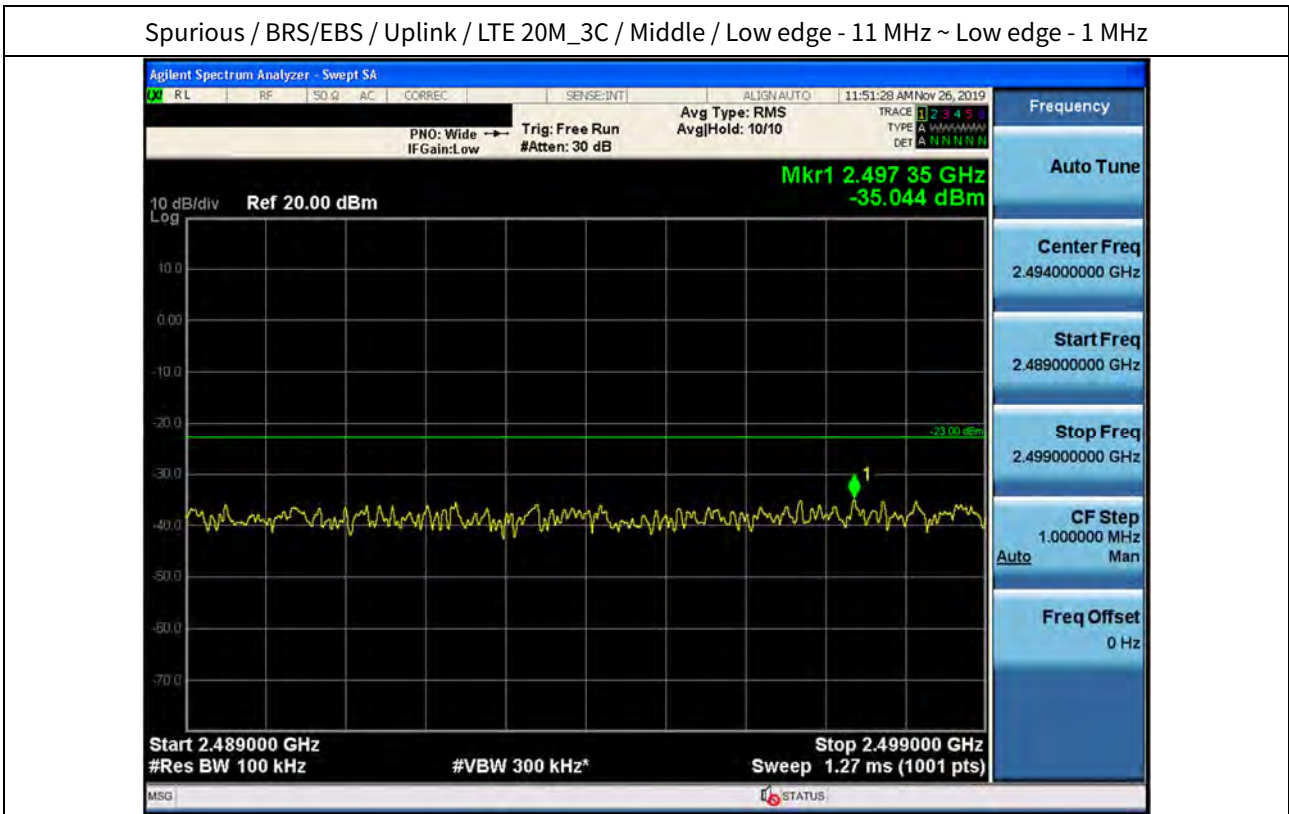 Spurious / BRS/EBS / Uplink / LTE 20M_3C / Middle / Low edge - 11 MHz ~ Low edge - 1 MHz
Agilent Spectrum Analyzer - Swept SA
RL RF 50 Ω AC CORREC SENSE:INT ALIGN AUTO 11:51:28 AM Nov 26, 2019
PNO: Wide Trig: Free Run Avg Type: RMS TRACE 1 2 3 4 5 6
IFGain:Low #Atten: 30 dB Avg|Hold: 10/10 TYPE A WWWWW
DET A N N N N N
Mkr1 2.497 35 GHz
-35.044 dBm
10 dB/div Ref 20.00 dBm
Log
10.0
0.00
-10.0
-20.0
-23.00 dBm
-30.0
1
-40.0
-50.0
-60.0
-70.0
Start 2.489000 GHz Stop 2.499000 GHz
#Res BW 100 kHz #VBW 300 kHz* Sweep 1.27 ms (1001 pts)
MSG STATUS
Frequency
Auto Tune
Center Freq
2.494000000 GHz
Start Freq
2.489000000 GHz
Stop Freq
2.499000000 GHz
CF Step
1.000000 MHz
Auto Man
Freq Offset
0 Hz